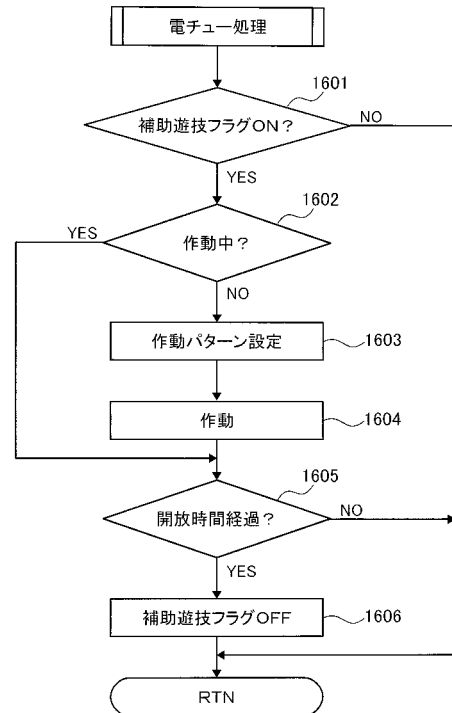 電チュー処理
1601
補助遊技フラグON？
NO
YES
1602
YES
作動中？
NO
作動パターン設定
1603
作動
1604
1605
開放時間経過？
NO
YES
補助遊技フラグOFF
1606
RTN